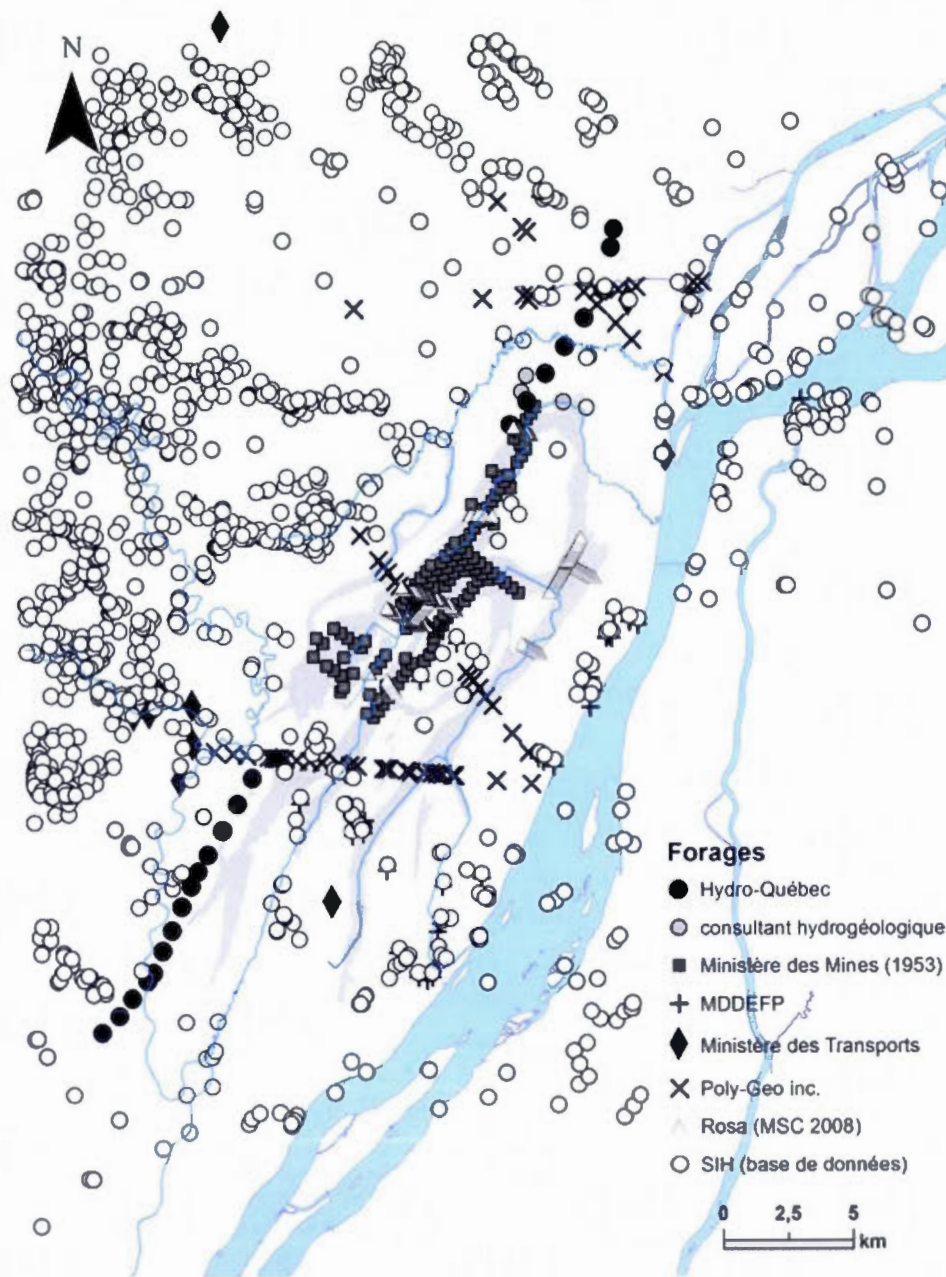 N
Forages
Hydro-Québec
consultant hydrogéologique
Ministère des Mines (1953)
MDDEFP
Ministère des Transports
Poly-Geo inc.
Rosa (MSC 2008)
SIH (base de données)
0 2,5 5
km